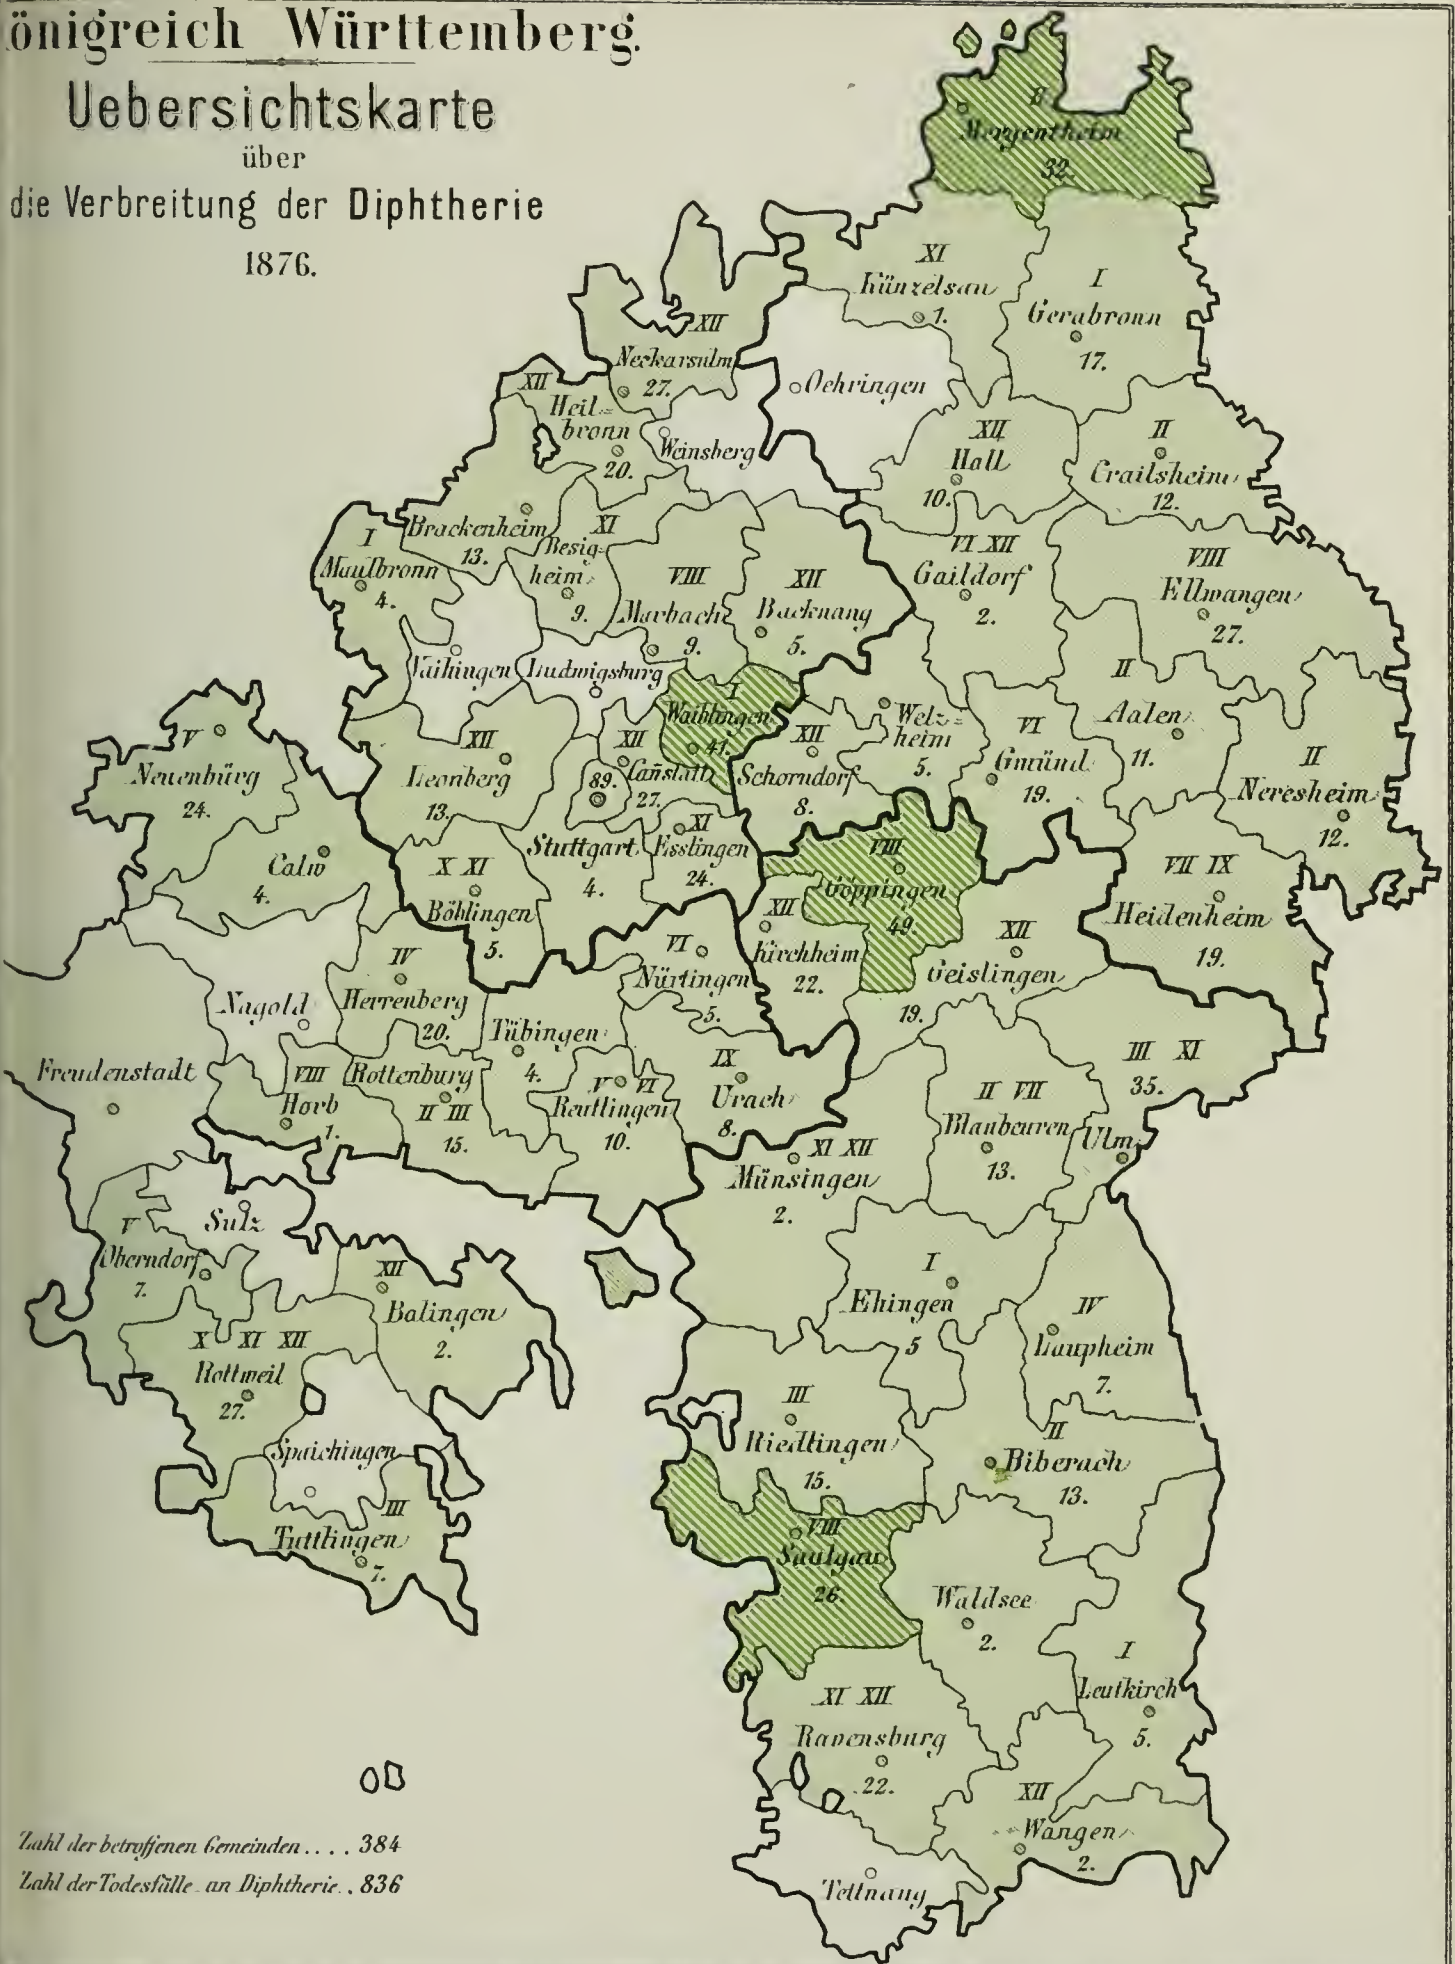 önigreich Württemberg.
Uebersichtskarte
über
die Verbreitung der Diphtherie
1876.
Mergentheim
32.
XI
Künzelsau
1.
I
Gerabronn
17.
XII
Neckarsulm
27.
Oehringen
XII
Heil=
bronn
20.
Weinsberg
XII
Hall
10.
II
Crailsheim
12.
Brackenheim
13.
XI
Besig=
heim
9.
I
Maulbronn
4.
VIII
Marbach
9.
XII
Backnang
5.
VI XII
Gaildorf
2.
VIII
Ellwangen
27.
Vaihingen
Ludwigsburg
I
Waiblingen
41.
Welz=
heim
5.
II
Aalen
11.
VI
Gmünd
19.
II
Neresheim
12.
V
Neuenbürg
24.
XII
Leonberg
13.
XII
Canstatt
27.
89.
XII
Schorndorf
8.
Calw
4.
X XI
Böhlingen
5.
Stuttgart
4.
XI
Esslingen
24.
VIII
Göppingen
49.
VII IX
Heidenheim
19.
XII
Kirchheim
22.
XII
Geislingen
19.
Nagold
IV
Herrenberg
20.
VI
Nürtingen
5.
Tübingen
4.
Freudenstadt
VIII
Horb
1.
Rottenburg
II III
15.
V VI
Reutlingen
10.
IX
Urach
8.
III XI
35.
Ulm
II VII
Blaubeuren
13.
XI XII
Münsingen
2.
Sulz
V
Oberndorf
7.
XII
Balingen
2.
I
Ehingen
5
IV
Laupheim
7.
X XI XII
Rottweil
27.
III
Riedlingen
15.
II
Biberach
13.
Spaichingen
III
Tuttlingen
7.
VIII
Saulgau
26.
Waldsee
2.
I
Leutkirch
5.
XI XII
Ravensburg
22.
XII
Wangen
2.
Tettnang
Zahl der betroffenen Gemeinden.... 384
Zahl der Todesfälle an Diphtherie.. 836